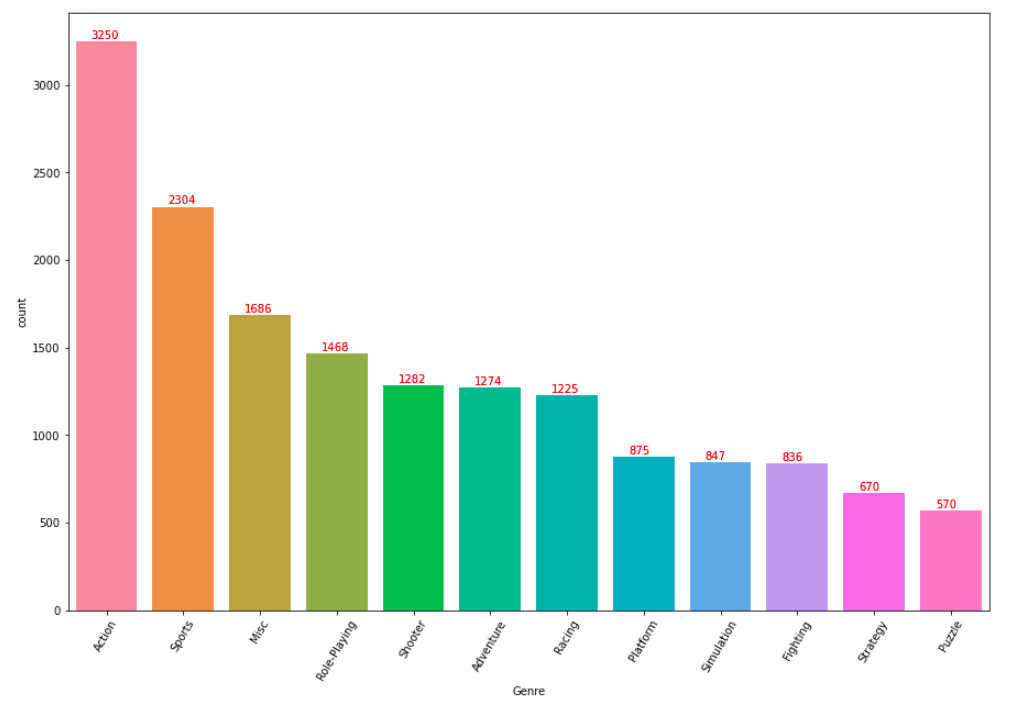 3250
3000
2500
2304
2000
1686
1500
1468
1282
1274
1225
1000
875
847
836
670
570
500
0
count
Action
Sports
Misc
Role-Playing
Shooter
Adventure
Racing
Platform
Simulation
Fighting
Strategy
Puzzle
Genre